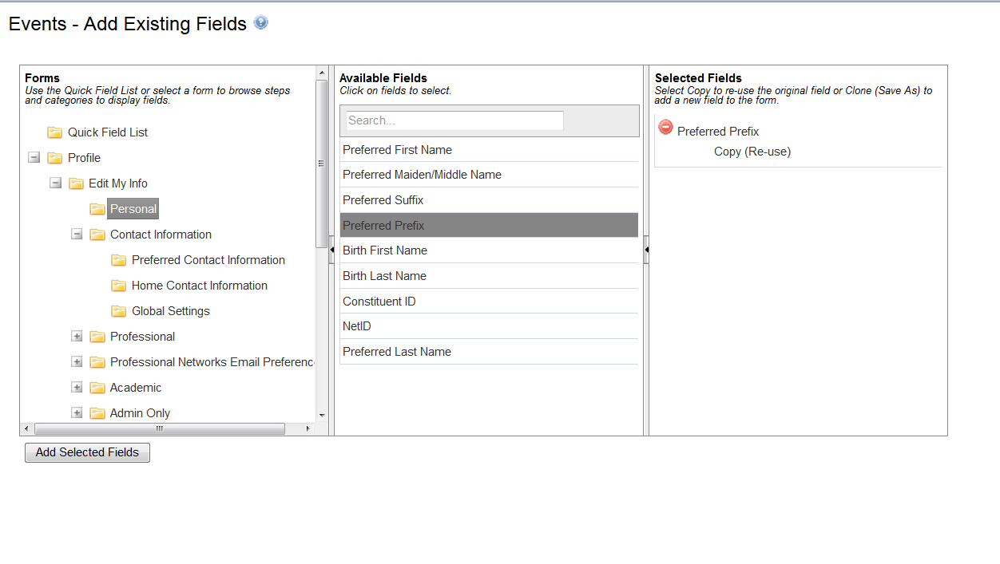 Events - Add Existing Fields
Forms
Use the Quick Field List or select a form to browse steps
and categories to display fields.
Quick Field List
Profile
Edit My Info
Personal
Contact Information
Preferred Contact Information
Home Contact Information
Global Settings
Professional
Professional Networks Email Preferenc
Academic
Admin Only
Available Fields
Click on fields to select.
Search...
Preferred First Name
Preferred Maiden/Middle Name
Preferred Suffix
Preferred Prefix
Birth First Name
Birth Last Name
Constituent ID
NetID
Preferred Last Name
Selected Fields
Select Copy to re-use the original field or Clone (Save As) to
add a new field to the form.
Preferred Prefix
Copy (Re-use)
Add Selected Fields